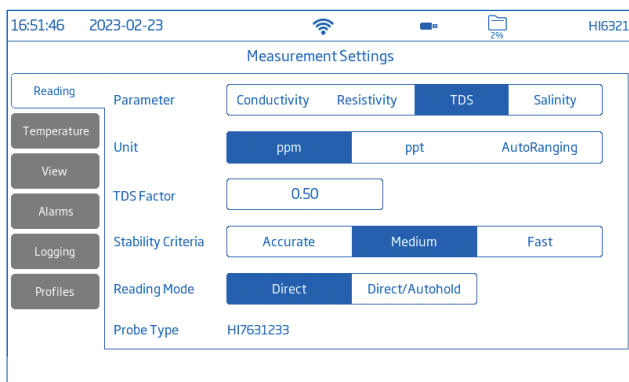 16:51:46 2023-02-23 2% HI6321
Measurement Settings
Reading
Temperature
View
Alarms
Logging
Profiles
Parameter Conductivity Resistivity TDS Salinity
Unit ppm ppt AutoRanging
TDS Factor 0.50
Stability Criteria Accurate Medium Fast
Reading Mode Direct Direct/Autohold
Probe Type HI7631233